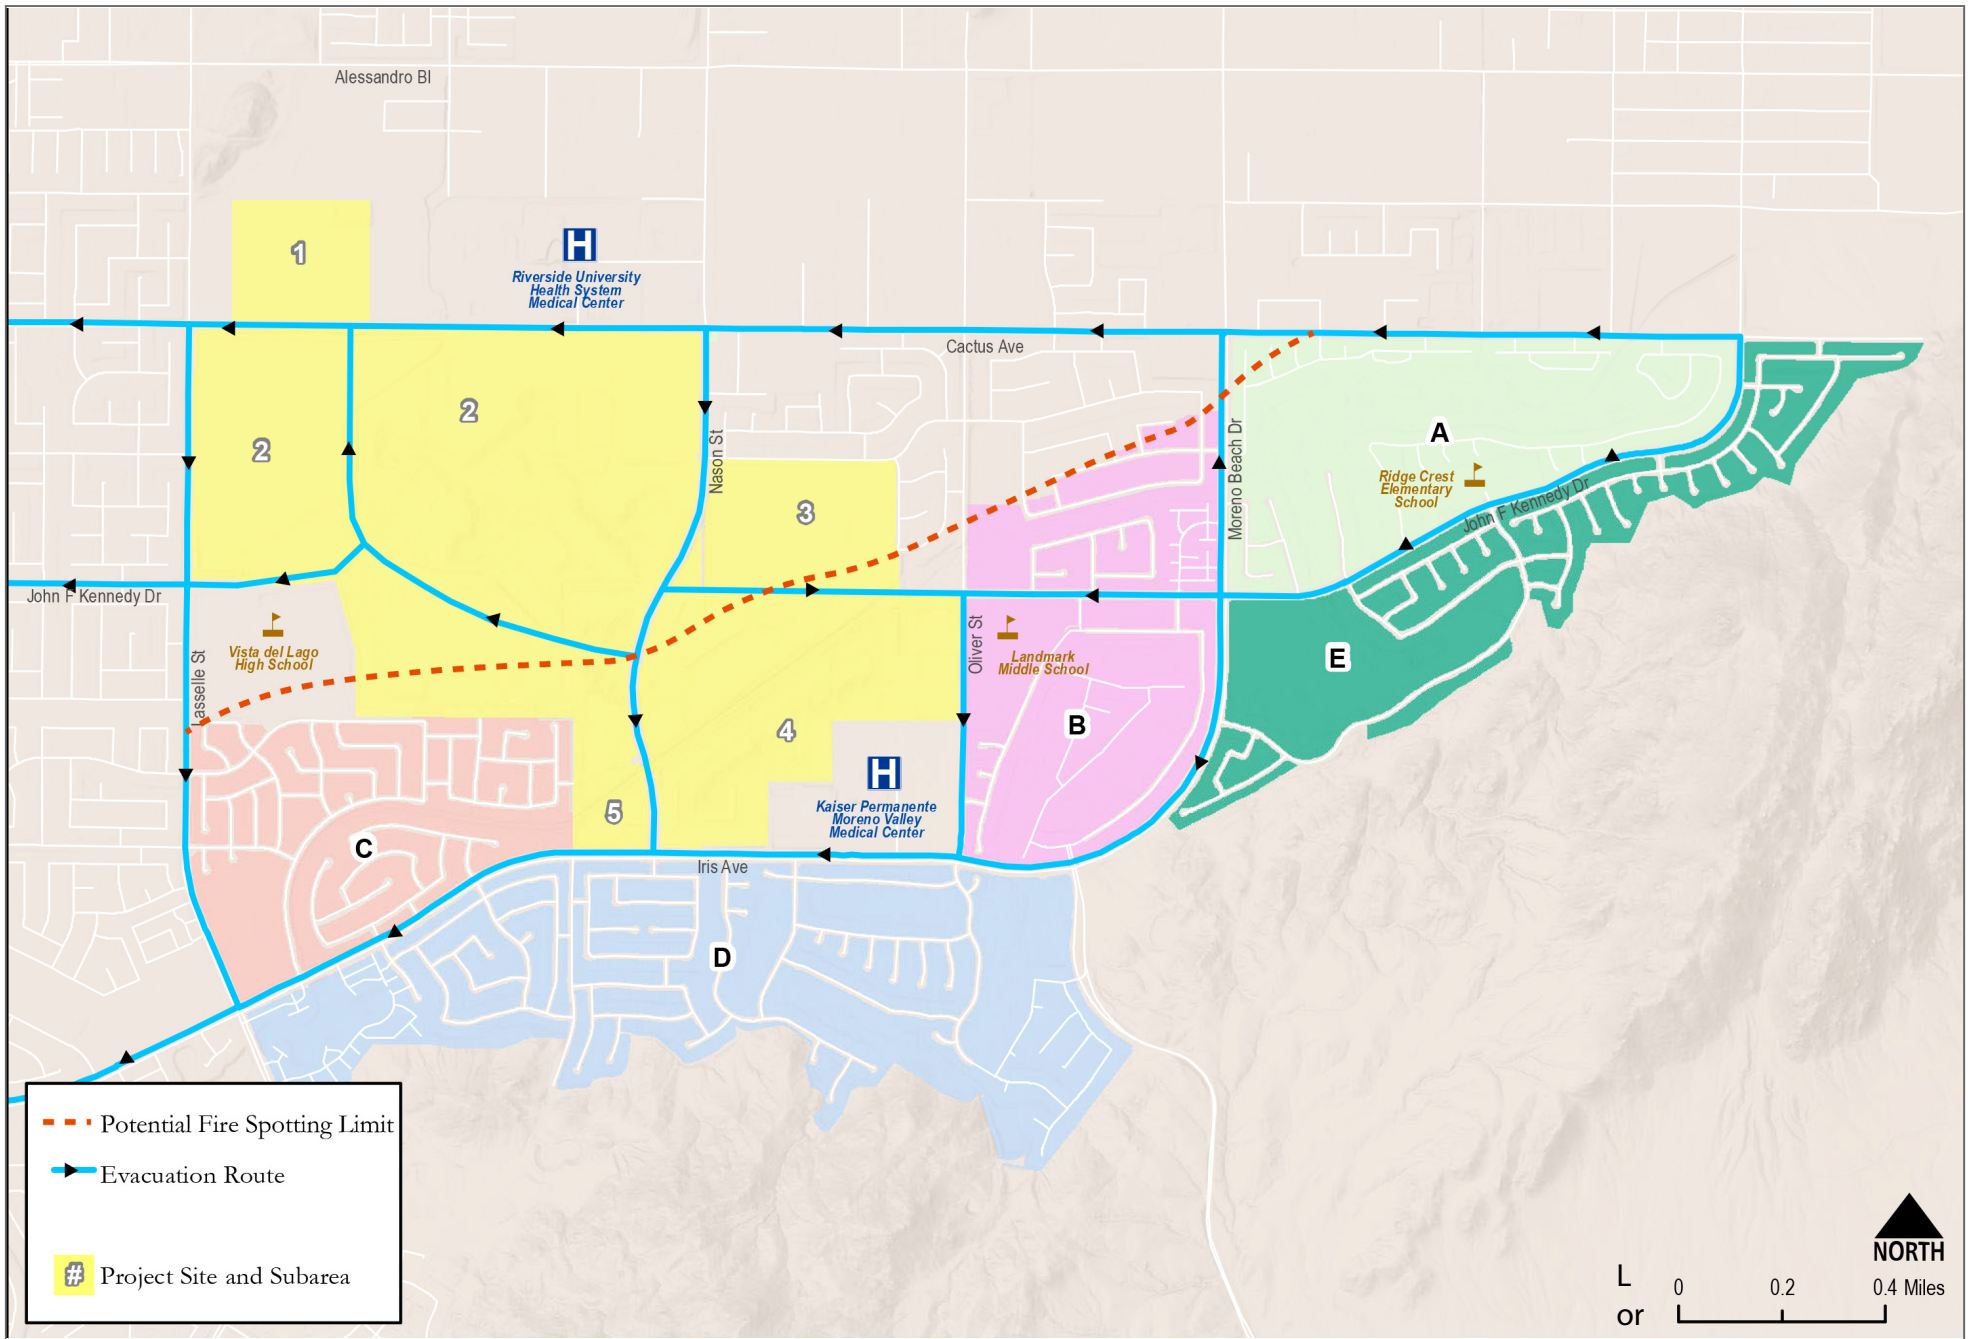 Alessandro Bl
1
H
Riverside University
Health System
Medical Center
Cactus Ave
2
2
Nason St
3
Moreno Beach Dr
A
Ridge Crest
Elementary
School
John F Kennedy Dr
John F Kennedy Dr
Vista del Lago
High School
Lasselle St
Oliver St
Landmark
Middle School
E
B
4
H
Kaiser Permanente
Moreno Valley
Medical Center
5
C
Iris Ave
D
Potential Fire Spotting Limit
Evacuation Route
# Project Site and Subarea
NORTH
L
or
0 0.2 0.4 Miles